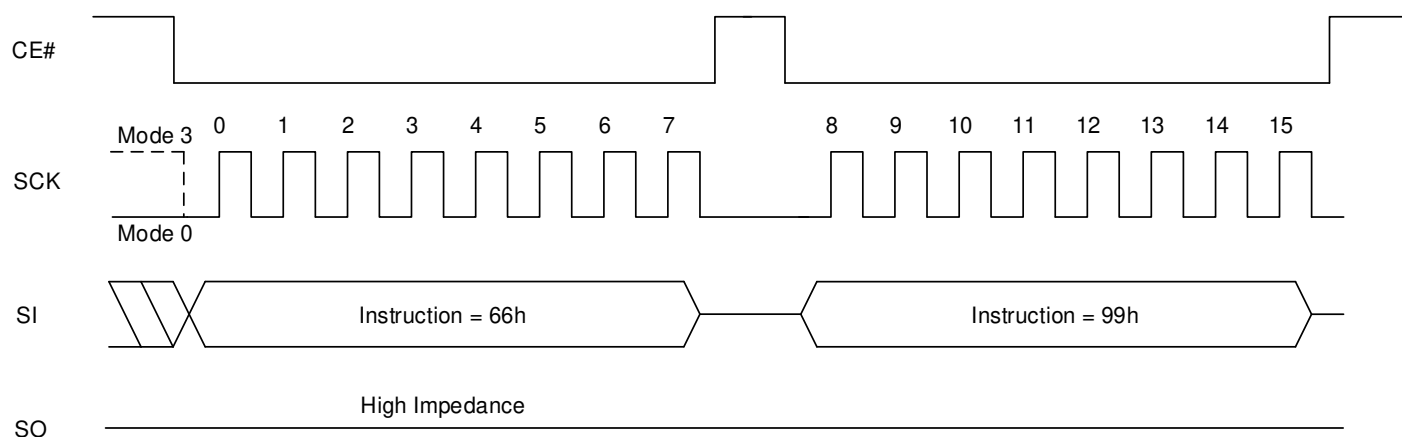 CE#
Mode 3
0 1 2 3 4 5 6 7 8 9 10 11 12 13 14 15
SCK
Mode 0
SI
Instruction = 66h
Instruction = 99h
High Impedance
SO